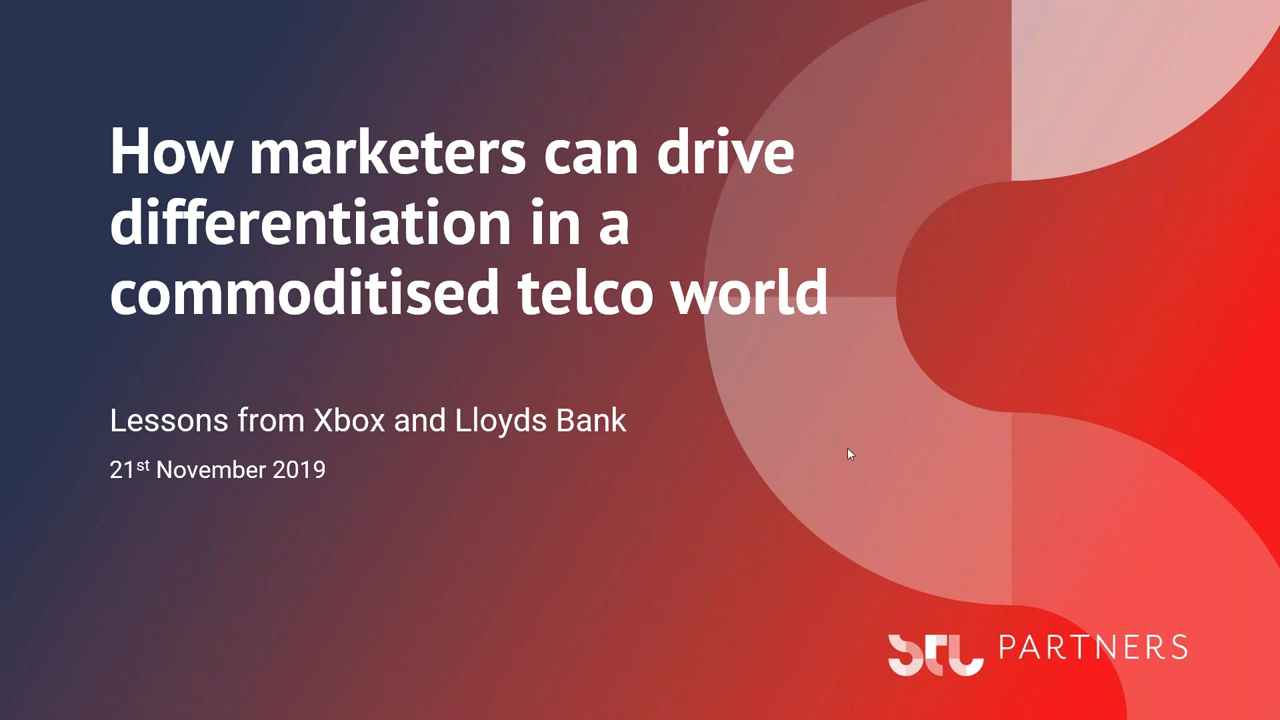 How marketers can drive
differentiation in a
commoditised telco world
Lessons from Xbox and Lloyds Bank
21st November 2019
STL PARTNERS